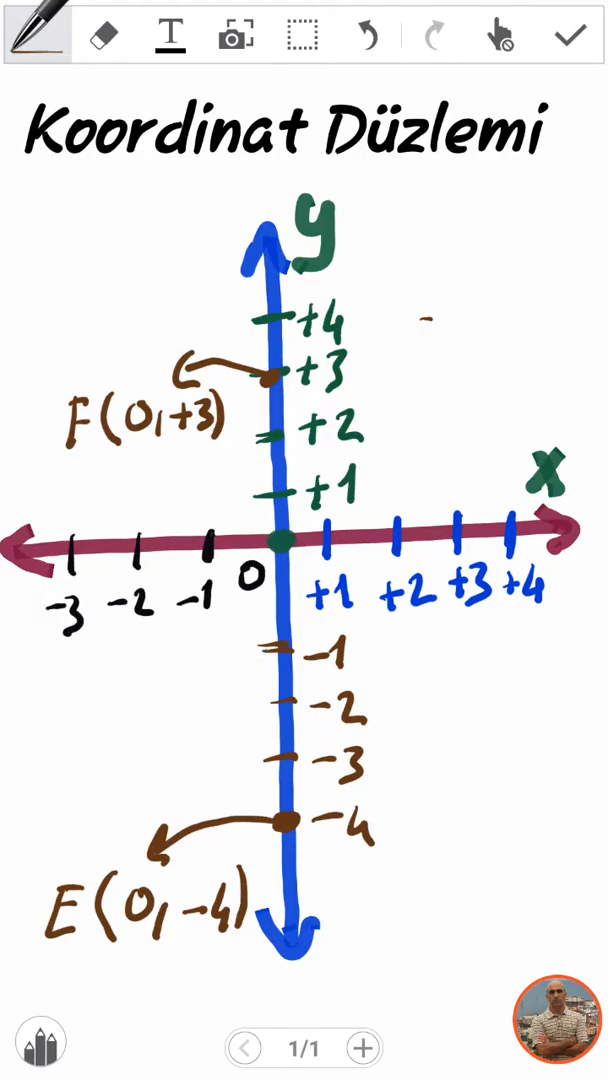 T
Koordinat Düzlemi
y
+4
+3
F(0,+3)
+2
+1
x
-3 -2 -1 0 +1 +2 +3 +4
-1
-2
-3
-4
E(0,-4)
1/1